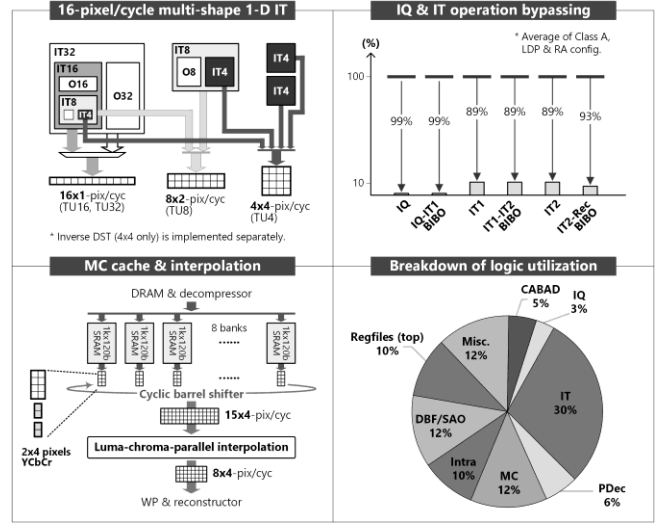 16-pixel/cycle multi-shape 1-D IT
IT32
IT16
O16
IT8
IT4
O32
IT8
O8
IT4
IT4
IT4
16x1-pix/cyc
(TU16, TU32)
8x2-pix/cyc
(TU8)
4x4-pix/cyc
(TU4)
* Inverse DST (4x4 only) is implemented separately.
IQ & IT operation bypassing
* Average of Class A,
LDP & RA config.
(%)
100
10
99%
99%
89%
89%
89%
93%
IQ
IQ-IT1
BIBO
IT1
IT1-IT2
BIBO
IT2
IT2-Rec
BIBO
MC cache & interpolation
DRAM & decompressor
1kx120b
SRAM
1kx120b
SRAM
1kx120b
SRAM
8 banks
......
1kx120b
SRAM
......
Cyclic barrel shifter
15x4-pix/cyc
2x4 pixels
YCbCr
Luma-chroma-parallel interpolation
8x4-pix/cyc
WP & reconstructor
Breakdown of logic utilization
CABAD
5%
IQ
3%
IT
30%
PDec
6%
MC
12%
Intra
10%
DBF/SAO
12%
Regfiles (top)
10%
Misc.
12%